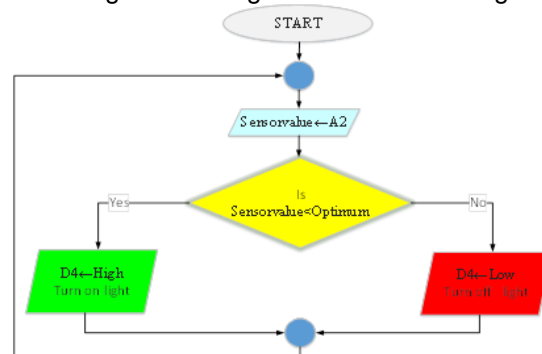 START
Sensorvalue←A2
Is
Sensorvalue<Optimum
Yes
No
D4←High
Turn on light
D4←Low
Turn off light